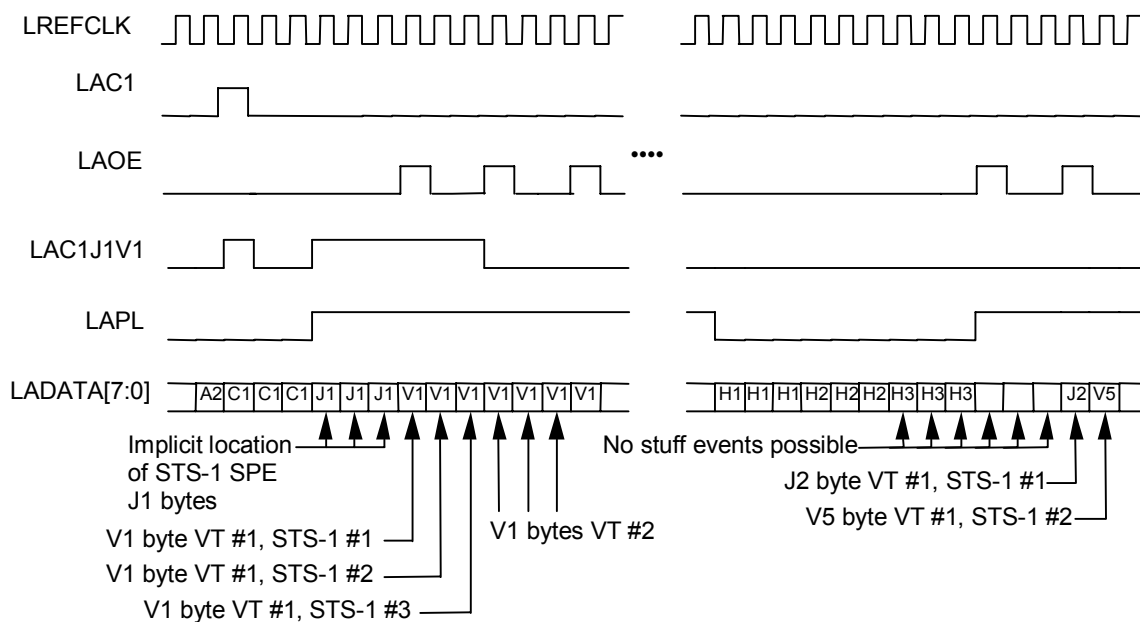 LREFCLK
LAC1
LAOE
••••
LAC1J1V1
LAPL
LADATA[7:0]
A2 C1 C1 C1 J1 J1 J1 V1 V1 V1 V1 V1 V1 V1
H1 H1 H1 H2 H2 H2 H3 H3 H3 J2 V5
Implicit location
of STS-1 SPE
J1 bytes
No stuff events possible
J2 byte VT #1, STS-1 #1
V5 byte VT #1, STS-1 #2
V1 bytes VT #2
V1 byte VT #1, STS-1 #1
V1 byte VT #1, STS-1 #2
V1 byte VT #1, STS-1 #3